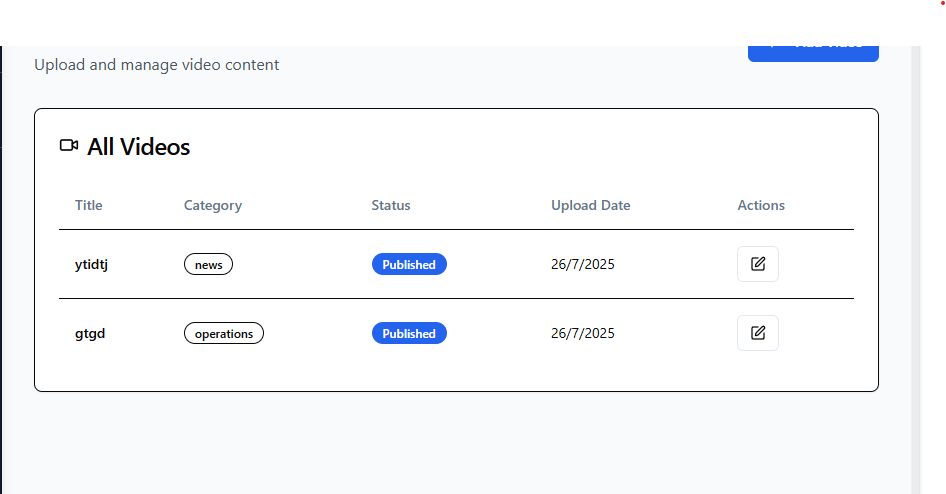 Upload and manage video content
All Videos
Title Category Status Upload Date Actions
ytidtj news Published 26/7/2025
gtgd operations Published 26/7/2025